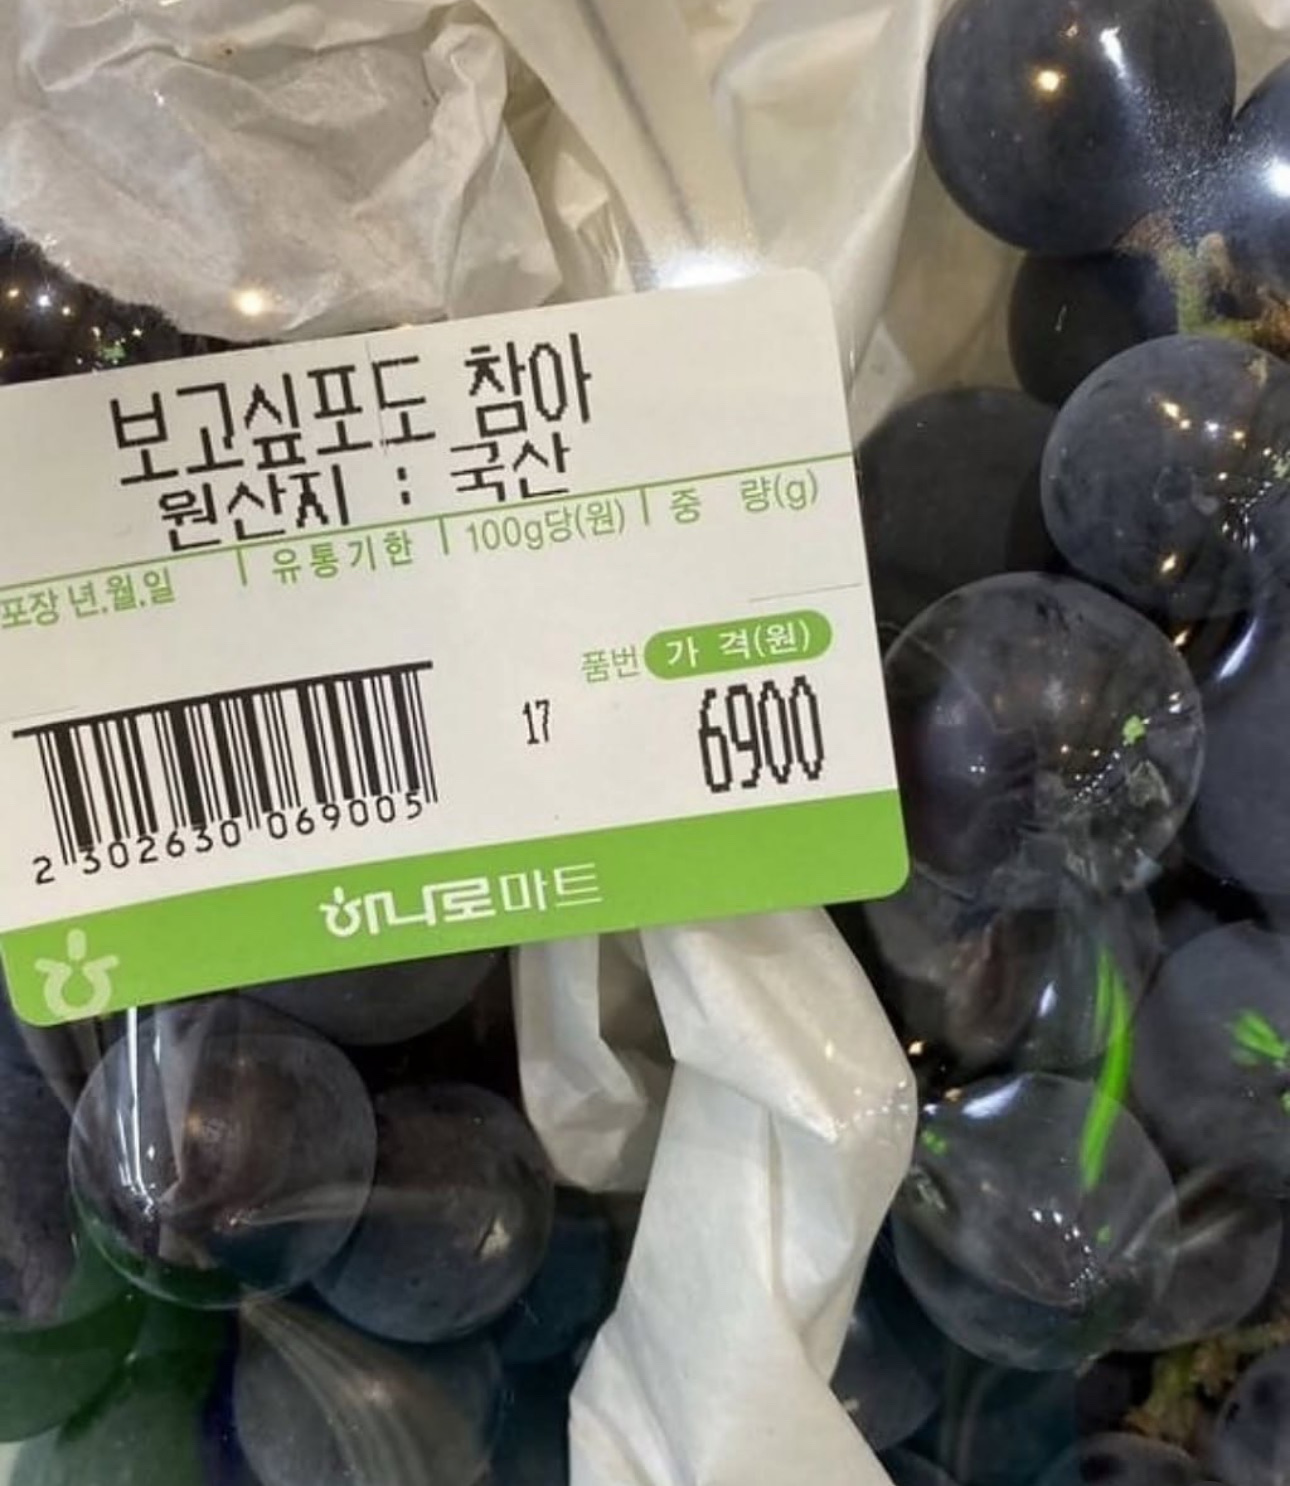 보고싶포도 참아
원산지 : 국산
포장년.월.일 유통기한 100g당(원) 중 량(g)
품번 가 격(원)
17 6900
2 302630 069005
하나로마트